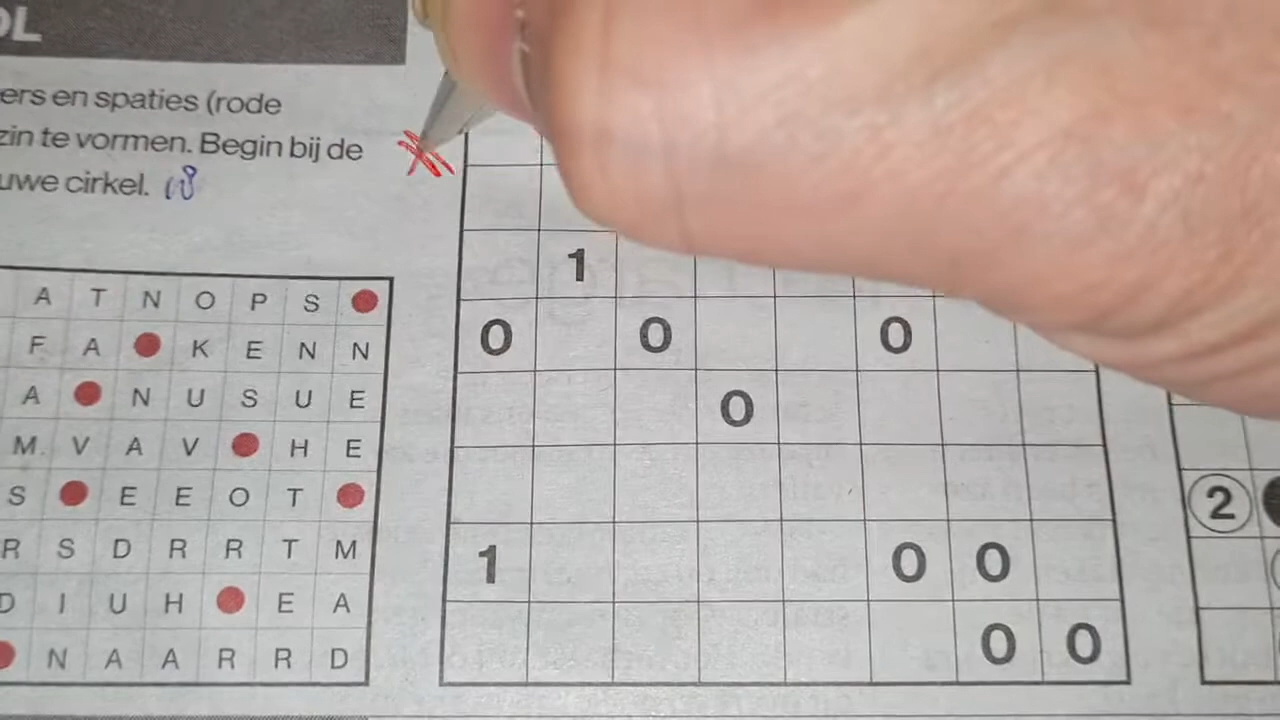 OL
ers en spaties (rode
zin te vormen. Begin bij de
uwe cirkel.
A T N O P S
F A K E N N
A N U S U E
M V A V H E
S E E O T
R S D R R T M
D I U H E A
N A A R R D
1
0 0 0
0
1 0 0
0 0
2